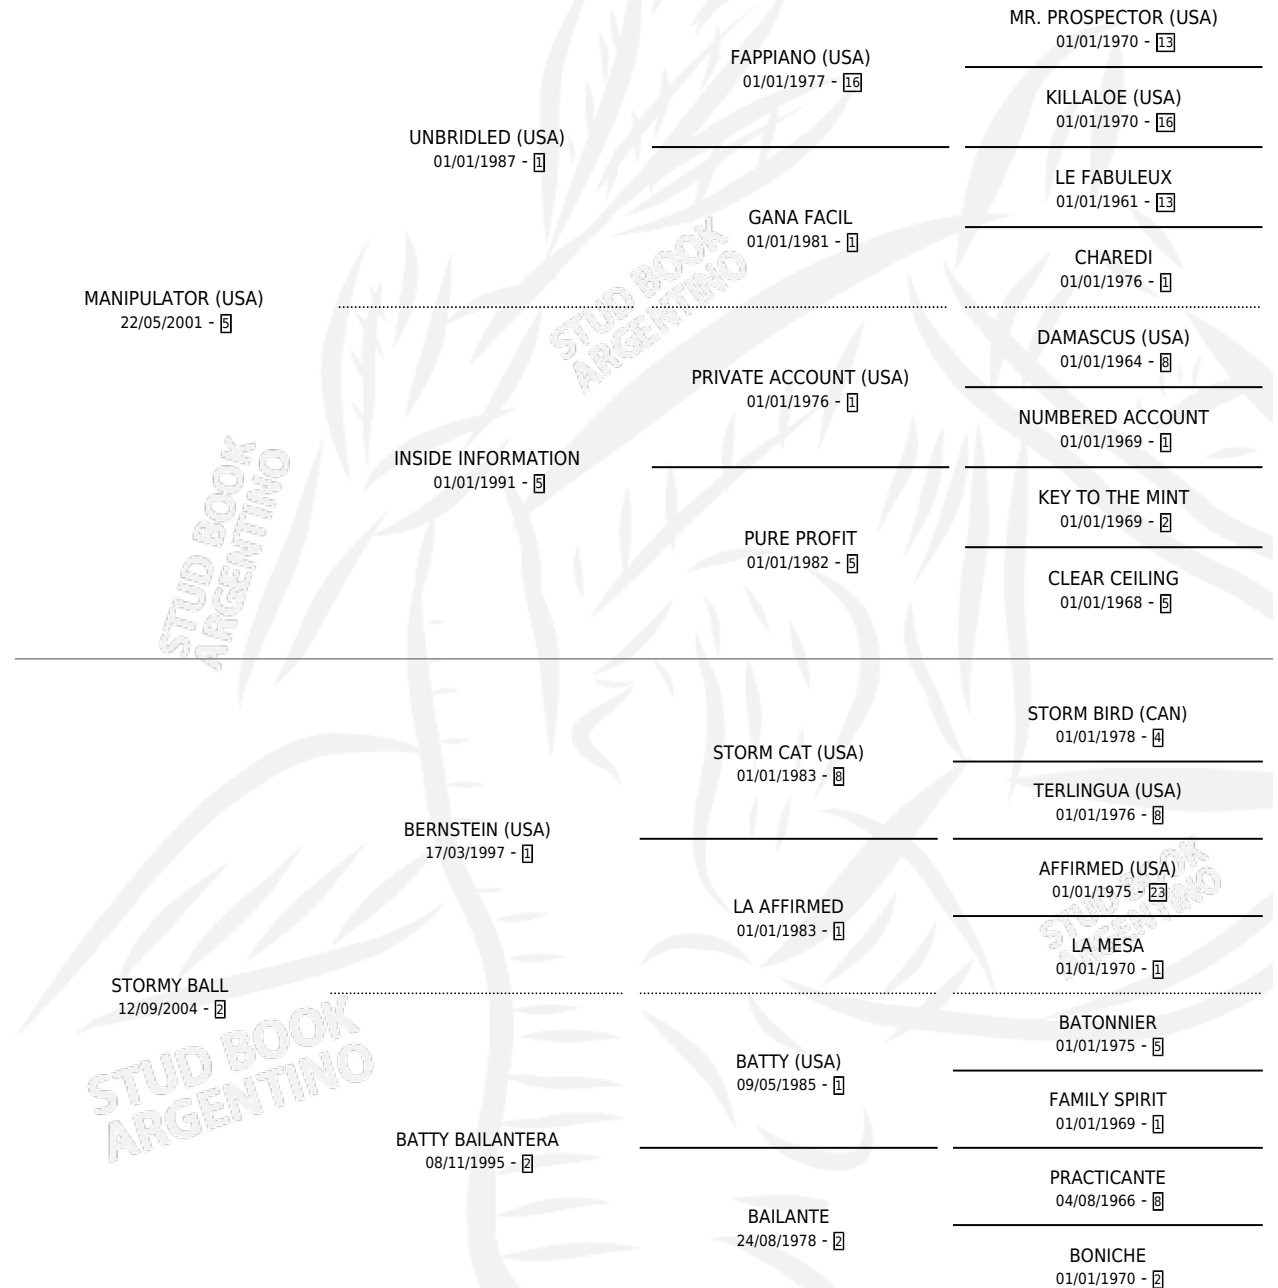 MR. PROSPECTOR (USA)
01/01/1970 - 13
FAPPIANO (USA)
01/01/1977 - 16
KILLALOE (USA)
01/01/1970 - 16
UNBRIDLED (USA)
01/01/1987 - 1
LE FABULEUX
01/01/1961 - 13
GANA FACIL
01/01/1981 - 1
CHAREDI
01/01/1976 - 1
MANIPULATOR (USA)
22/05/2001 - 5
DAMASCUS (USA)
01/01/1964 - 8
PRIVATE ACCOUNT (USA)
01/01/1976 - 1
NUMBERED ACCOUNT
01/01/1969 - 1
INSIDE INFORMATION
01/01/1991 - 5
KEY TO THE MINT
01/01/1969 - 2
PURE PROFIT
01/01/1982 - 5
CLEAR CEILING
01/01/1968 - 5
STORM BIRD (CAN)
01/01/1978 - 4
STORM CAT (USA)
01/01/1983 - 8
TERLINGUA (USA)
01/01/1976 - 8
BERNSTEIN (USA)
17/03/1997 - 1
AFFIRMED (USA)
01/01/1975 - 23
LA AFFIRMED
01/01/1983 - 1
LA MESA
01/01/1970 - 1
STORMY BALL
12/09/2004 - 2
BATONNIER
01/01/1975 - 5
BATTY (USA)
09/05/1985 - 1
FAMILY SPIRIT
01/01/1969 - 1
BATTY BAILANTERA
08/11/1995 - 2
PRACTICANTE
04/08/1966 - 8
BAILANTE
24/08/1978 - 2
BONICHE
01/01/1970 - 2
STUD BOOK
ARGENTINO
STUD BOOK
ARGENTINO
STUD BOOK
ARGENTINO
STUD BOOK
ARGENTINO